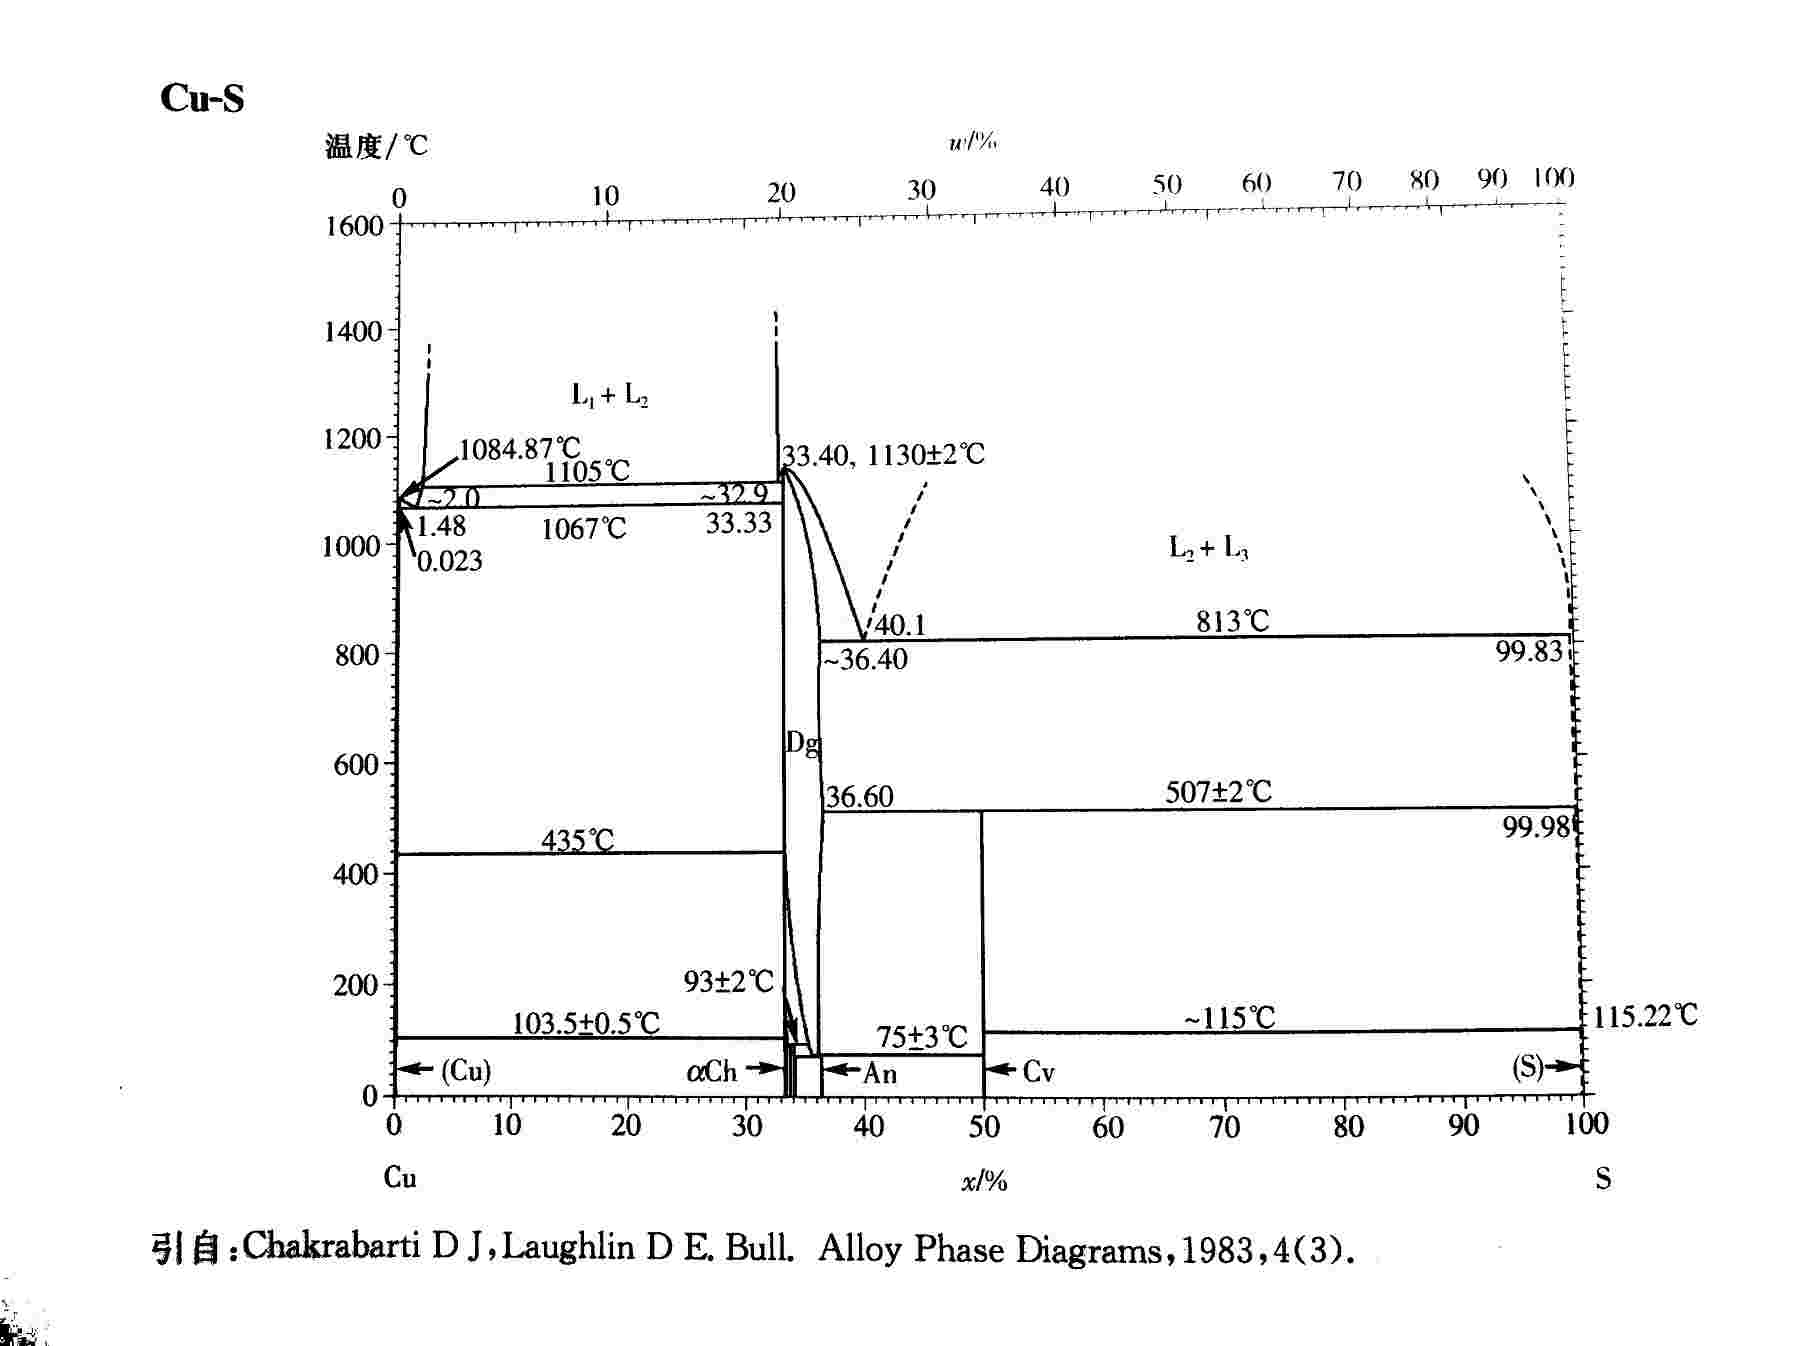 Cu-S
温度/℃
w/%
0 10 20 30 40 50 60 70 80 90 100
1600
1400
L₁ + L₂
1200
1084.87℃
33.40, 1130±2℃
1105℃
~2.0
~32.9
1.48
1067℃
33.33
1000
0.023
L₂ + L₃
40.1
813℃
800
~36.40
99.83
Dg
600
36.60
507±2℃
99.98
435℃
400
200
93±2℃
103.5±0.5℃
75±3℃
~115℃
115.22℃
(Cu)
αCh
An
Cv
(S)
0
0 10 20 30 40 50 60 70 80 90 100
Cu
x/%
S
引自:Chakrabarti D J,Laughlin D E. Bull. Alloy Phase Diagrams,1983,4(3).